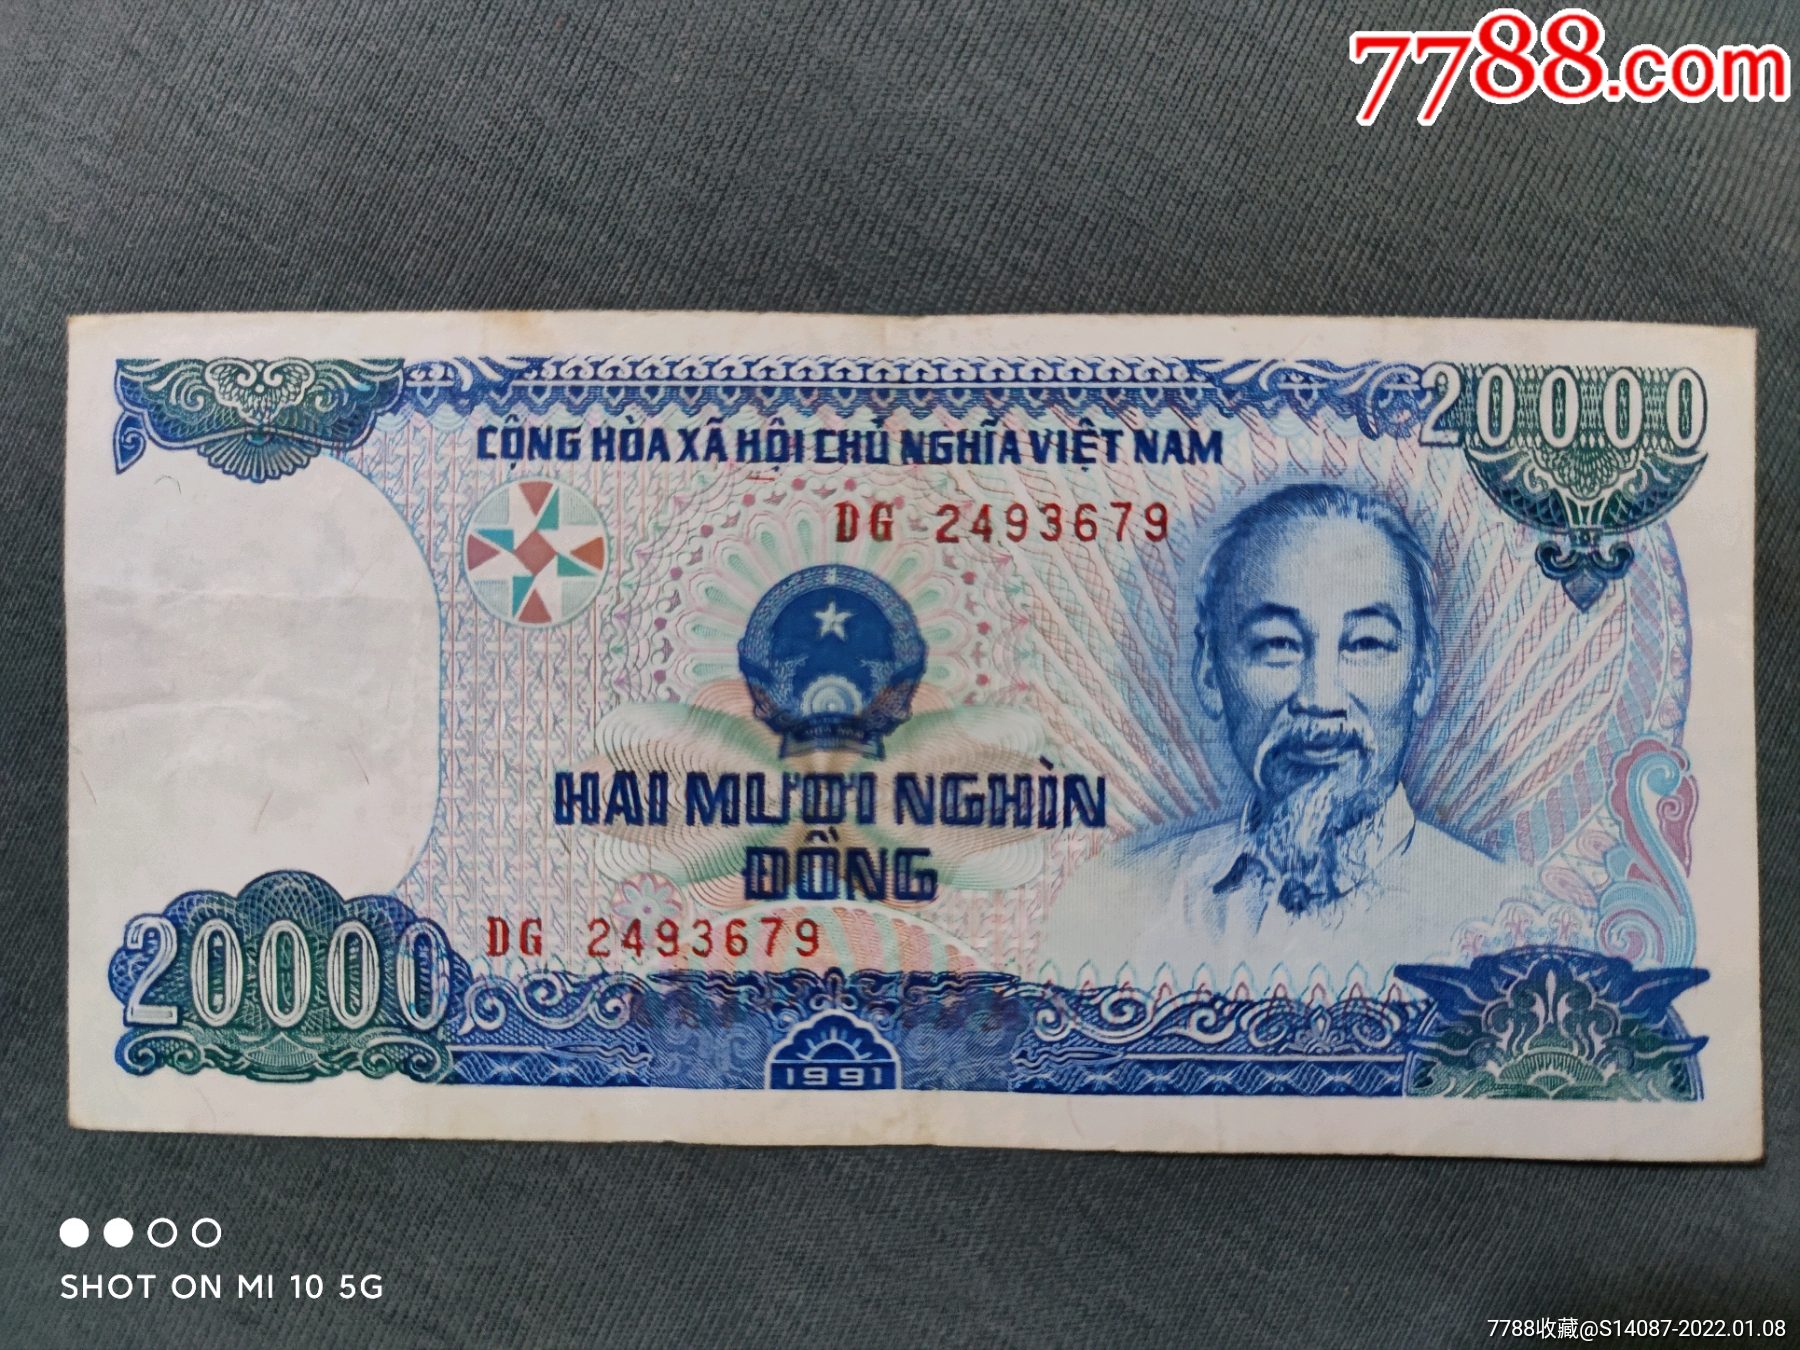 7788.com
20000
CỘNG HÒA XÃ HỘI CHỦ NGHĨA VIỆT NAM
DG 2493679
HAI MƯƠI NGHÌN
ĐỒNG
DG 2493679
20000
1991
SHOT ON MI 10 5G
7788收藏@S14087-2022.01.08